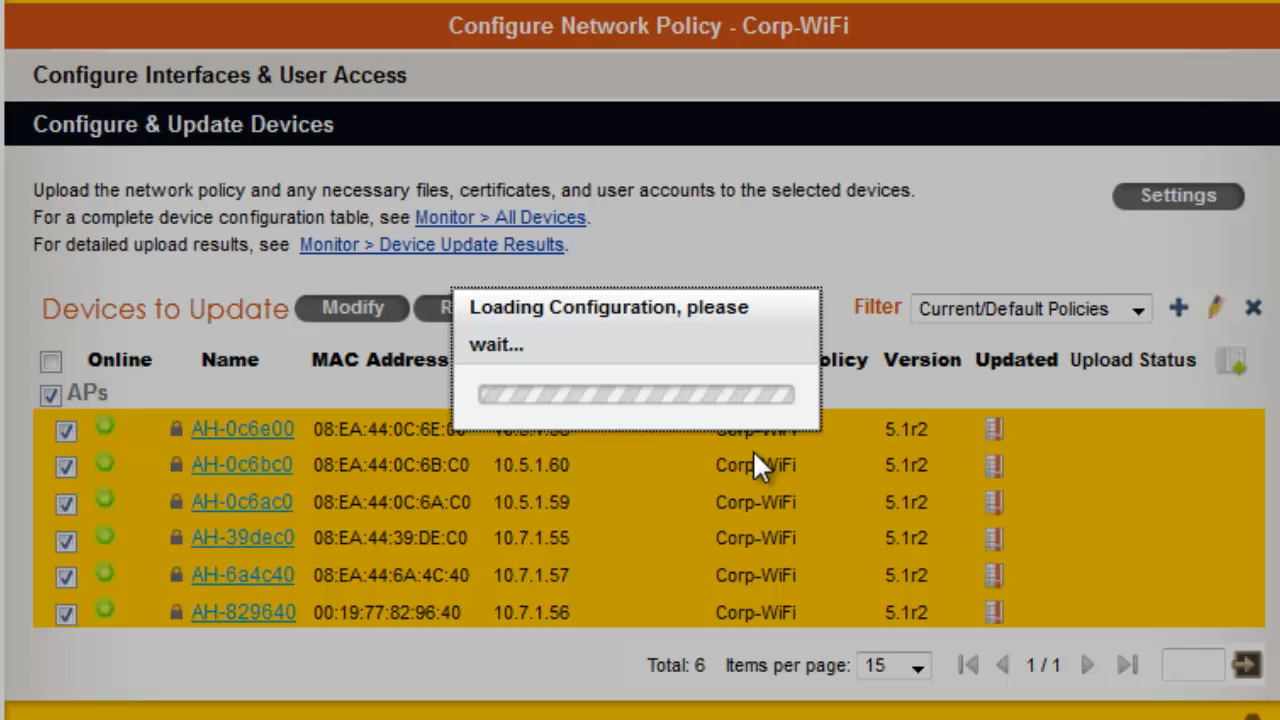 Configure Network Policy - Corp-WiFi
Configure Interfaces & User Access
Configure & Update Devices
Upload the network policy and any necessary files, certificates, and user accounts to the selected devices.
Settings
For a complete device configuration table, see Monitor > All Devices.
For detailed upload results, see Monitor > Device Update Results.
Devices to Update Modify R Filter Current/Default Policies
Loading Configuration, please
wait...
Online Name MAC Address olicy Version Updated Upload Status
APs
AH-0c6e00 08:EA:44:0C:6E: Corp-WiFi 5.1r2
AH-0c6bc0 08:EA:44:0C:6B:C0 10.5.1.60 Corp-WiFi 5.1r2
AH-0c6ac0 08:EA:44:0C:6A:C0 10.5.1.59 Corp-WiFi 5.1r2
AH-39dec0 08:EA:44:39:DE:C0 10.7.1.55 Corp-WiFi 5.1r2
AH-6a4c40 08:EA:44:6A:4C:40 10.7.1.57 Corp-WiFi 5.1r2
AH-829640 00:19:77:82:96:40 10.7.1.56 Corp-WiFi 5.1r2
Total: 6 Items per page: 15 1 / 1